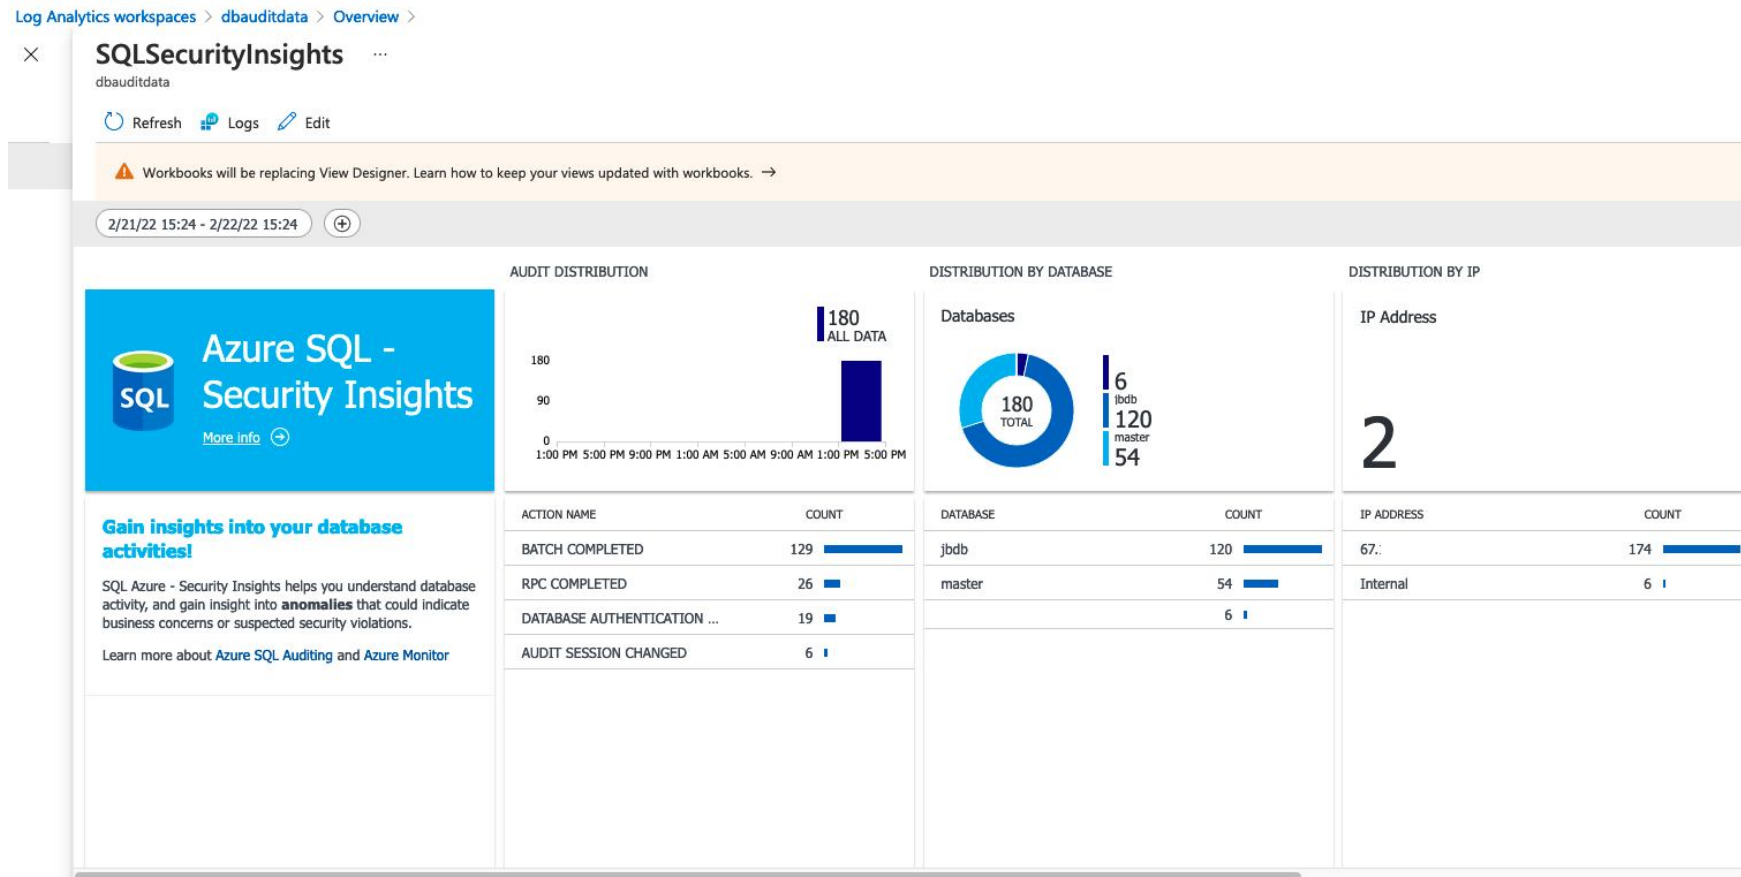 Log Analytics workspaces > dbauditdata > Overview >
SQLSecurityInsights ...
dbauditdata
Refresh Logs Edit
Workbooks will be replacing View Designer. Learn how to keep your views updated with workbooks. →
2/21/22 15:24 - 2/22/22 15:24
SQL
Azure SQL -
Security Insights
More info
Gain insights into your database
activities!
SQL Azure - Security Insights helps you understand database
activity, and gain insight into anomalies that could indicate
business concerns or suspected security violations.
Learn more about Azure SQL Auditing and Azure Monitor
AUDIT DISTRIBUTION
180
ALL DATA
180
90
0
1:00 PM 5:00 PM 9:00 PM 1:00 AM 5:00 AM 9:00 AM 1:00 PM 5:00 PM
ACTION NAME COUNT
BATCH COMPLETED 129
RPC COMPLETED 26
DATABASE AUTHENTICATION ... 19
AUDIT SESSION CHANGED 6
DISTRIBUTION BY DATABASE
Databases
180
TOTAL
6
jbdb
120
master
54
DATABASE COUNT
jbdb 120
master 54
6
DISTRIBUTION BY IP
IP Address
2
IP ADDRESS COUNT
67. 174
Internal 6